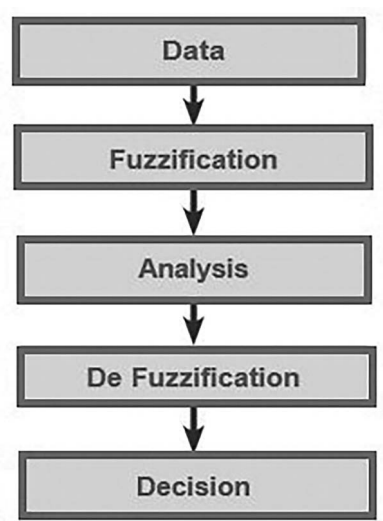 Data
Fuzzification
Analysis
De Fuzzification
Decision